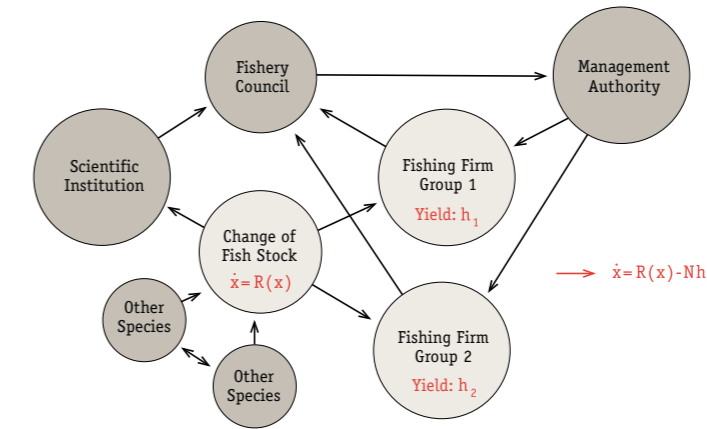 Fishery
Council
Management
Authority
Scientific
Institution
Fishing Firm
Group 1
Yield: h₁
Change of
Fish Stock
ẋ=R(x)
ẋ=R(x)-Nh
Other
Species
Fishing Firm
Group 2
Yield: h₂
Other
Species